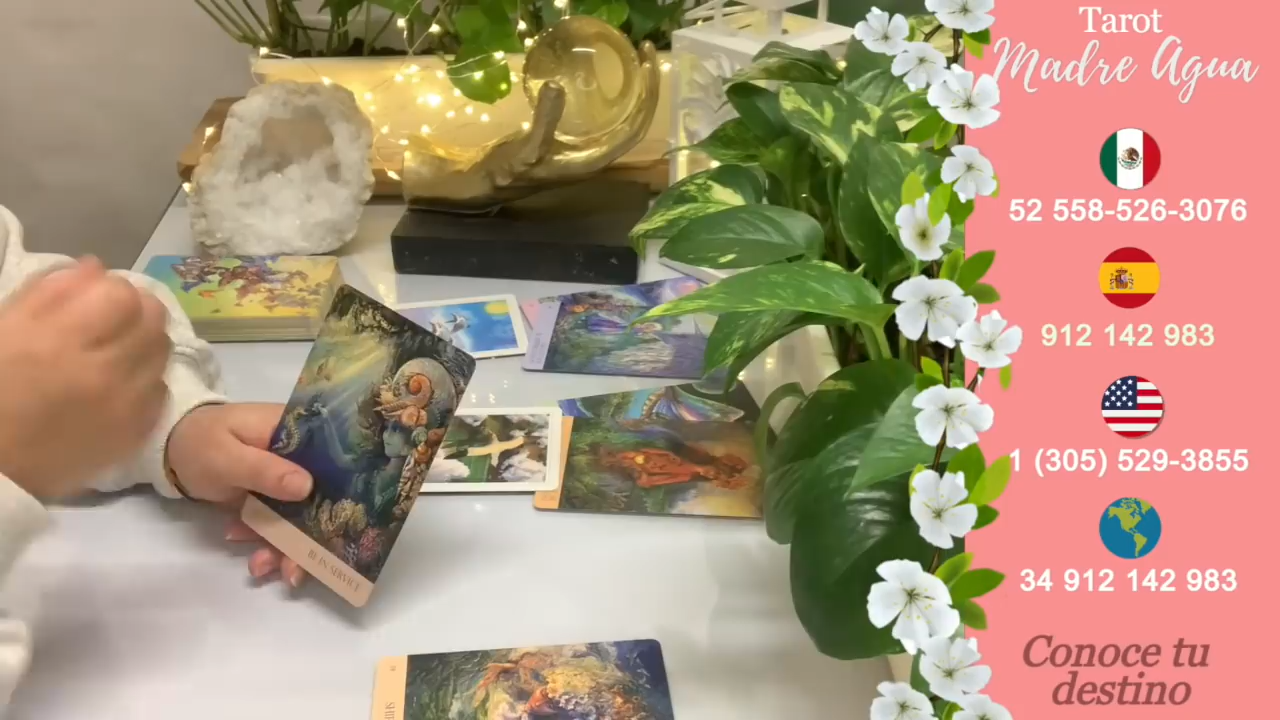 Tarot
Madre Agua
52 558-526-3076
912 142 983
1 (305) 529-3855
34 912 142 983
Conoce tu
destino
BE IN SERVICE